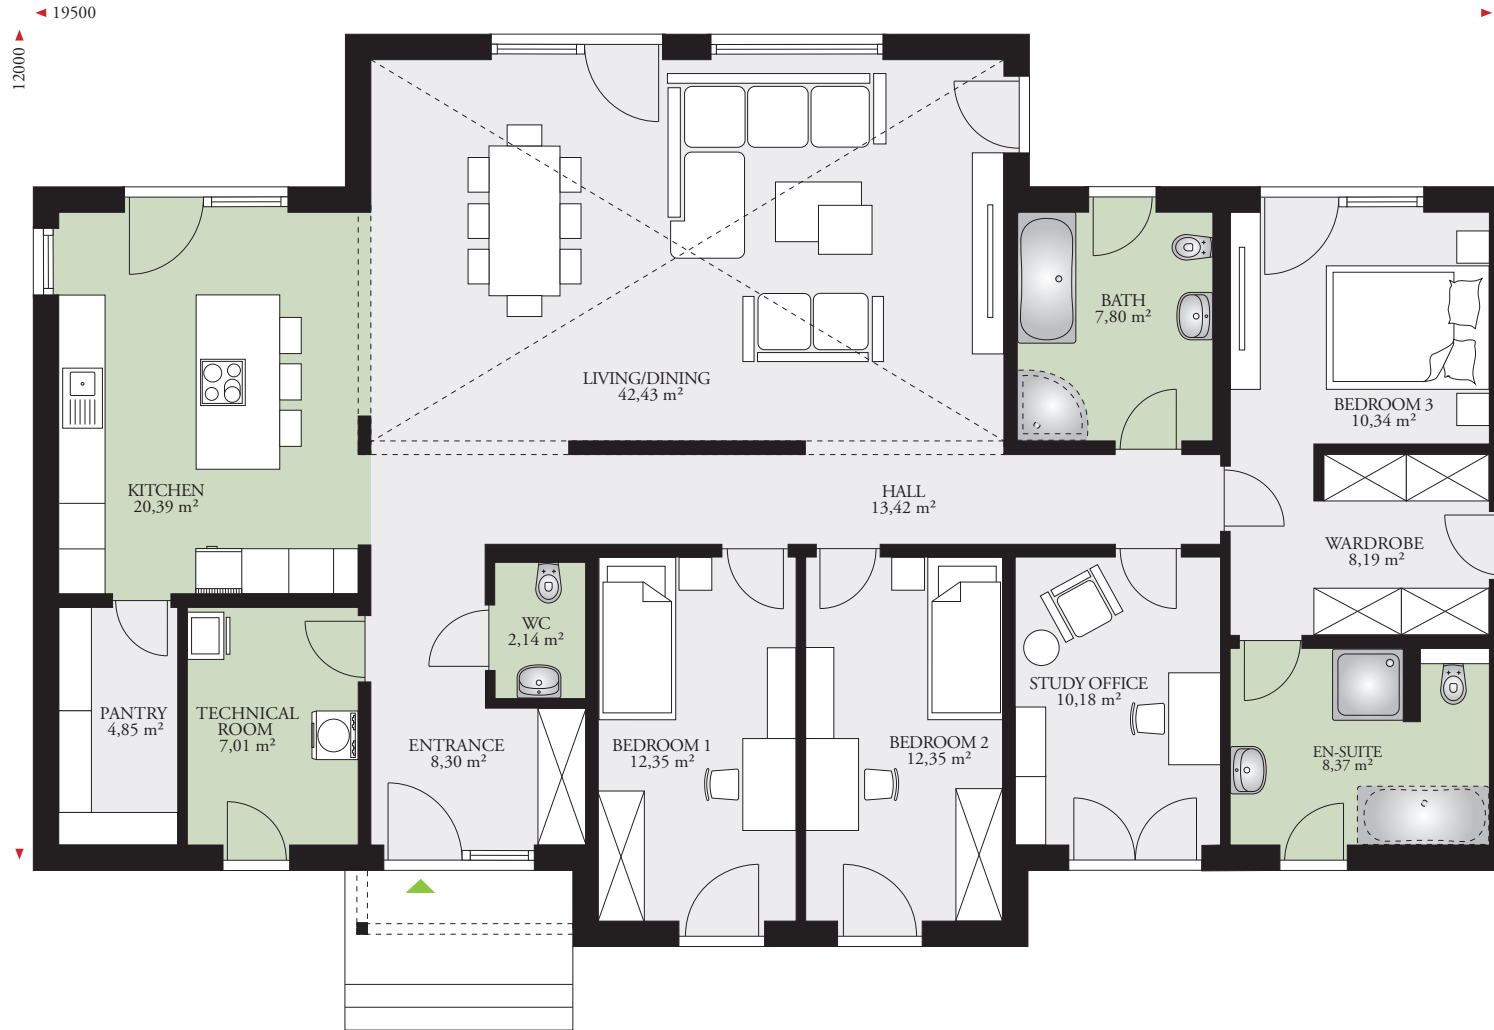 19500
12000
BATH
7,80 m²
LIVING/DINING
42,43 m²
BEDROOM 3
10,34 m²
KITCHEN
20,39 m²
HALL
13,42 m²
WARDROBE
8,19 m²
WC
2,14 m²
STUDY OFFICE
10,18 m²
PANTRY
4,85 m²
TECHNICAL
ROOM
7,01 m²
ENTRANCE
8,30 m²
BEDROOM 1
12,35 m²
BEDROOM 2
12,35 m²
EN-SUITE
8,37 m²